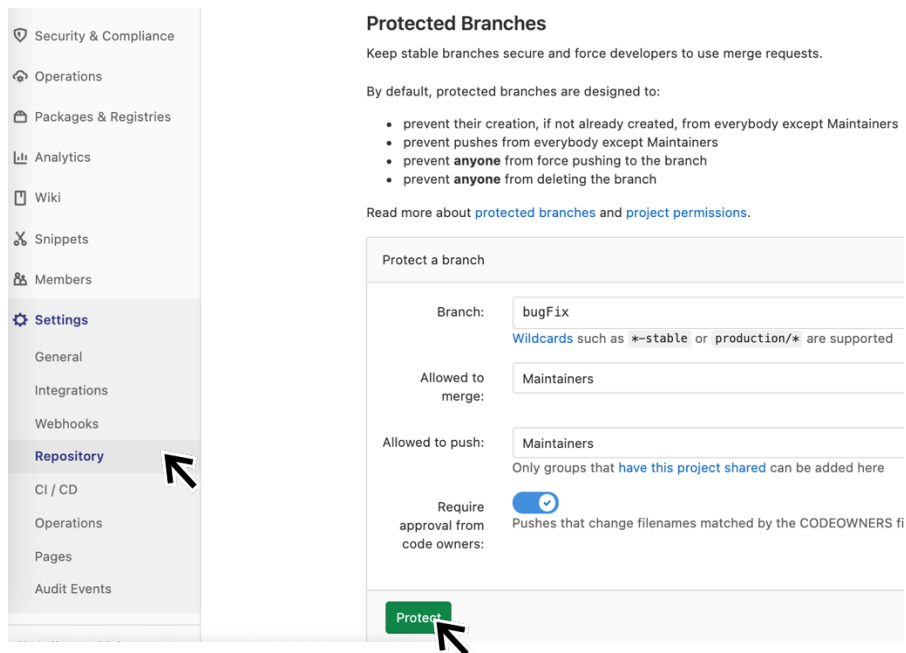 Security & Compliance
Operations
Packages & Registries
Analytics
Wiki
Snippets
Members
Settings
General
Integrations
Webhooks
Repository
CI / CD
Operations
Pages
Audit Events
Protected Branches
Keep stable branches secure and force developers to use merge requests.
By default, protected branches are designed to:
• prevent their creation, if not already created, from everybody except Maintainers
• prevent pushes from everybody except Maintainers
• prevent anyone from force pushing to the branch
• prevent anyone from deleting the branch
Read more about protected branches and project permissions.
Protect a branch
Branch:
bugFix
Wildcards such as *-stable or production/* are supported
Allowed to
merge:
Maintainers
Allowed to push:
Maintainers
Only groups that have this project shared can be added here
Require
approval from
code owners:
Pushes that change filenames matched by the CODEOWNERS fi
Protect